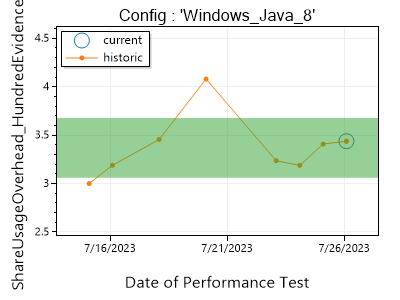 Config : 'Windows_Java_8'
ShareUsageOverhead_HundredEvidence
4.5
4
3.5
3
2.5
current
historic
7/16/2023
7/21/2023
7/26/2023
Date of Performance Test